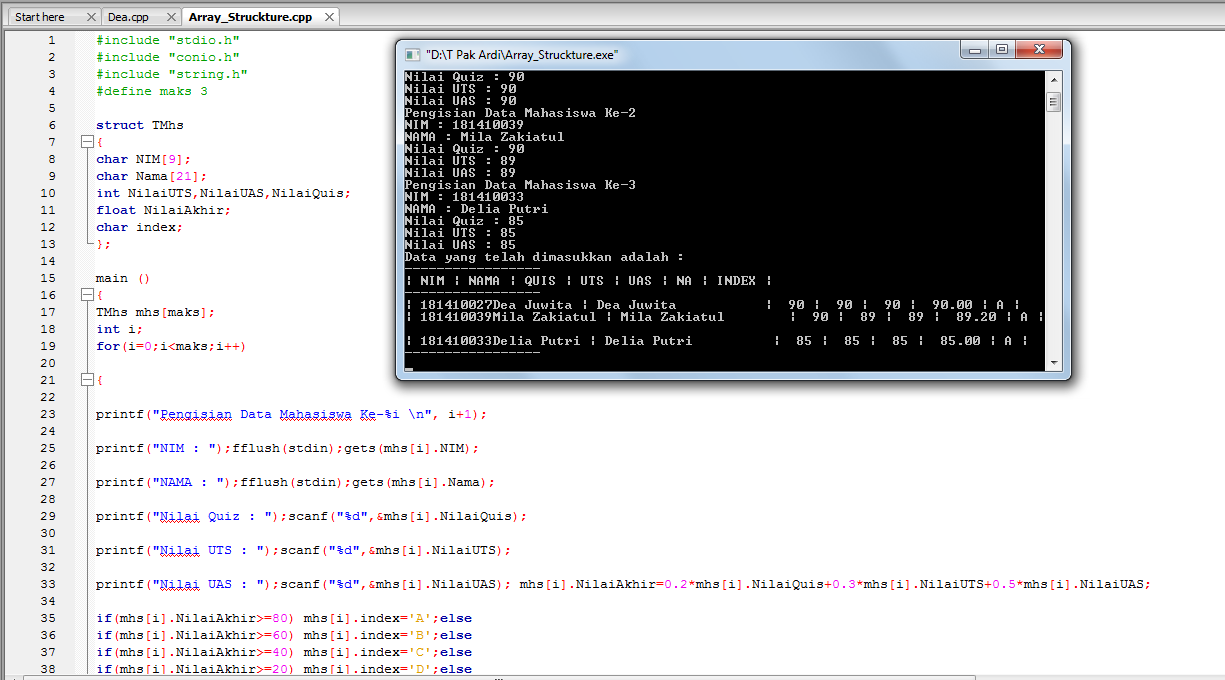 Start here
Dea.cpp
Array_Struckture.cpp
1 #include "stdio.h"
2 #include "conio.h"
3 #include "string.h"
4 #define maks 3
5
6 struct TMhs
7 {
8 char NIM[9];
9 char Nama[21];
10 int NilaiUTS,NilaiUAS,NilaiQuis;
11 float NilaiAkhir;
12 char index;
13 };
14
15 main ()
16 {
17 TMhs mhs[maks];
18 int i;
19 for(i=0;i<maks;i++)
20
21 {
22
23 printf("Pengisian Data Mahasiswa Ke-%i \n", i+1);
24
25 printf("NIM : ");fflush(stdin);gets(mhs[i].NIM);
26
27 printf("NAMA : ");fflush(stdin);gets(mhs[i].Nama);
28
29 printf("Nilai Quiz : ");scanf("%d",&mhs[i].NilaiQuis);
30
31 printf("Nilai UTS : ");scanf("%d",&mhs[i].NilaiUTS);
32
33 printf("Nilai UAS : ");scanf("%d",&mhs[i].NilaiUAS); mhs[i].NilaiAkhir=0.2*mhs[i].NilaiQuis+0.3*mhs[i].NilaiUTS+0.5*mhs[i].NilaiUAS;
34
35 if(mhs[i].NilaiAkhir>=80) mhs[i].index='A';else
36 if(mhs[i].NilaiAkhir>=60) mhs[i].index='B';else
37 if(mhs[i].NilaiAkhir>=40) mhs[i].index='C';else
38 if(mhs[i].NilaiAkhir>=20) mhs[i].index='D';else
"D:\T Pak Ardi\Array_Struckture.exe"
Nilai Quiz : 90
Nilai UTS : 90
Nilai UAS : 90
Pengisian Data Mahasiswa Ke-2
NIM : 181410039
NAMA : Mila Zakiatul
Nilai Quiz : 90
Nilai UTS : 89
Nilai UAS : 89
Pengisian Data Mahasiswa Ke-3
NIM : 181410033
NAMA : Delia Putri
Nilai Quiz : 85
Nilai UTS : 85
Nilai UAS : 85
Data yang telah dimasukkan adalah :
-----------------
| NIM | NAMA | QUIS | UTS | UAS | NA | INDEX |
-----------------
| 181410027Dea Juwita | Dea Juwita | 90 | 90 | 90 | 90.00 | A |
| 181410039Mila Zakiatul | Mila Zakiatul | 90 | 89 | 89 | 89.20 | A |
| 181410033Delia Putri | Delia Putri | 85 | 85 | 85 | 85.00 | A |
-----------------